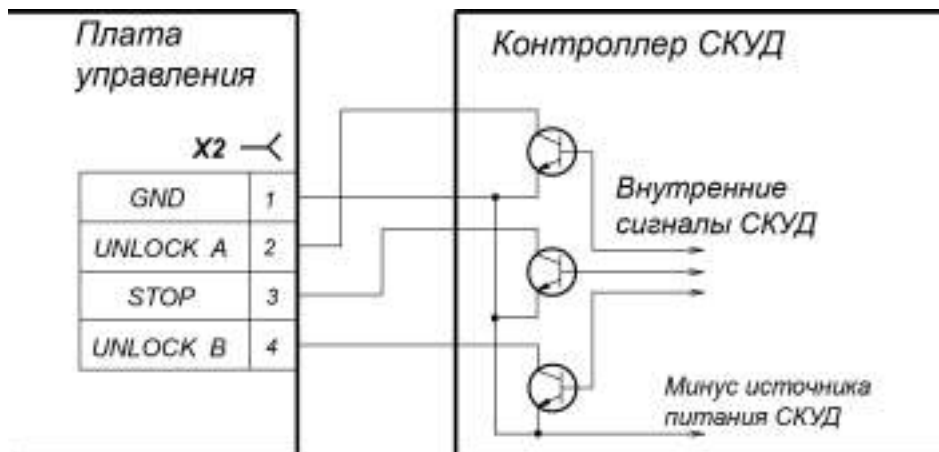 Плата
управления
Контроллер СКУД
X2
GND 1
UNLOCK A 2
STOP 3
UNLOCK B 4
Внутренние
сигналы СКУД
Минус источника
питания СКУД